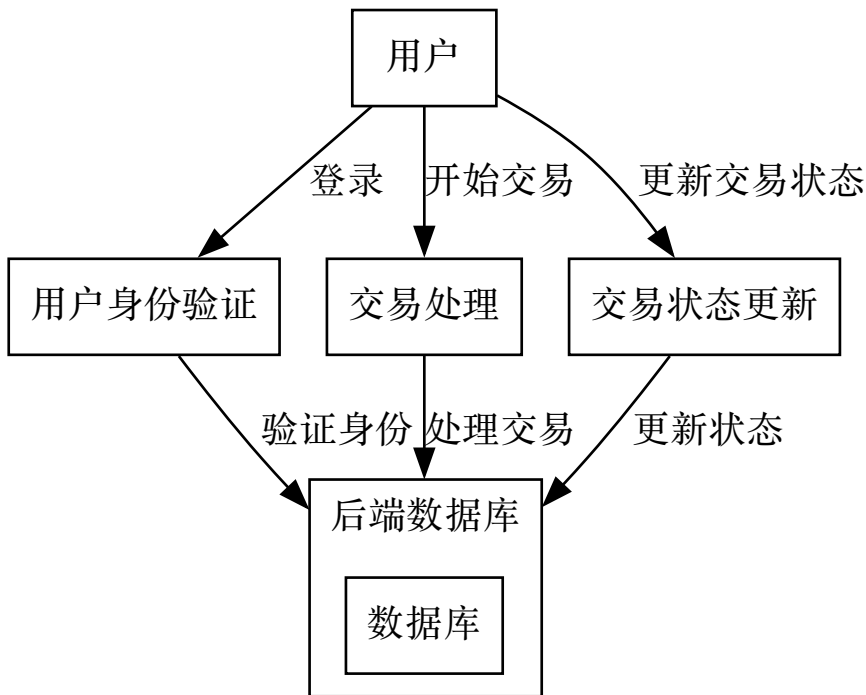 用户
登录
开始交易
更新交易状态
用户身份验证
交易处理
交易状态更新
验证身份
处理交易
更新状态
后端数据库
数据库